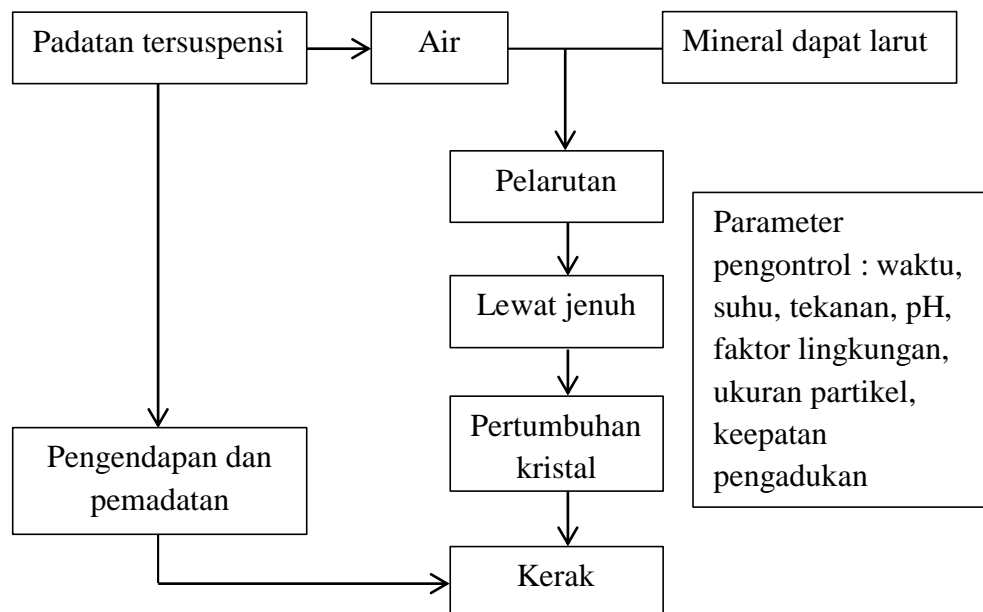 Padatan tersuspensi
Air
Mineral dapat larut
Pelarutan
Lewat jenuh
Pertumbuhan
kristal
Parameter
pengontrol : waktu,
suhu, tekanan, pH,
faktor lingkungan,
ukuran partikel,
keepatan
pengadukan
Pengendapan dan
pemadatan
Kerak